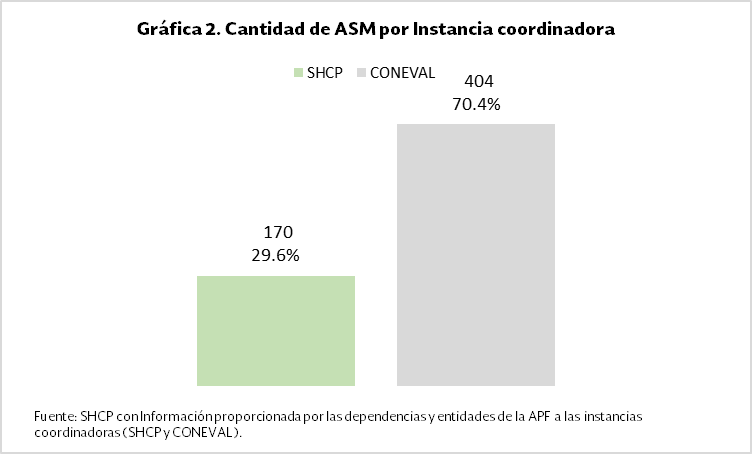 Gráfica 2. Cantidad de ASM por Instancia coordinadora
SHCP CONEVAL
404
70.4%
170
29.6%
Fuente: SHCP con Información proporcionada por las dependencias y entidades de la APF a las instancias
coordinadoras (SHCP y CONEVAL).